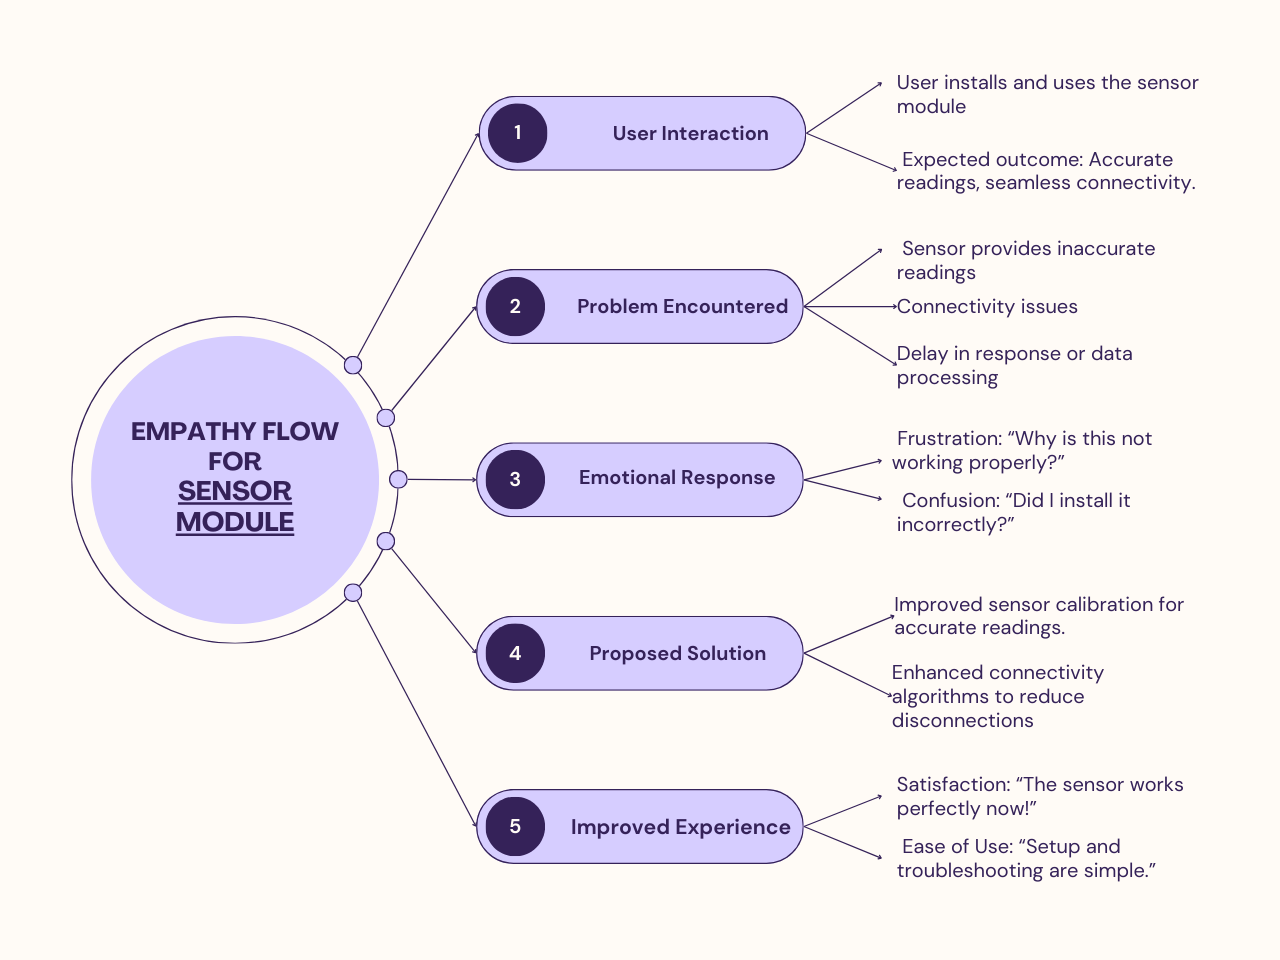 EMPATHY FLOW
FOR
SENSOR
MODULE
1
User Interaction
User installs and uses the sensor
module
Expected outcome: Accurate
readings, seamless connectivity.
2
Problem Encountered
Sensor provides inaccurate
readings
Connectivity issues
Delay in response or data
processing
3
Emotional Response
Frustration: “Why is this not
working properly?”
Confusion: “Did I install it
incorrectly?”
4
Proposed Solution
Improved sensor calibration for
accurate readings.
Enhanced connectivity
algorithms to reduce
disconnections
5
Improved Experience
Satisfaction: “The sensor works
perfectly now!”
Ease of Use: “Setup and
troubleshooting are simple.”